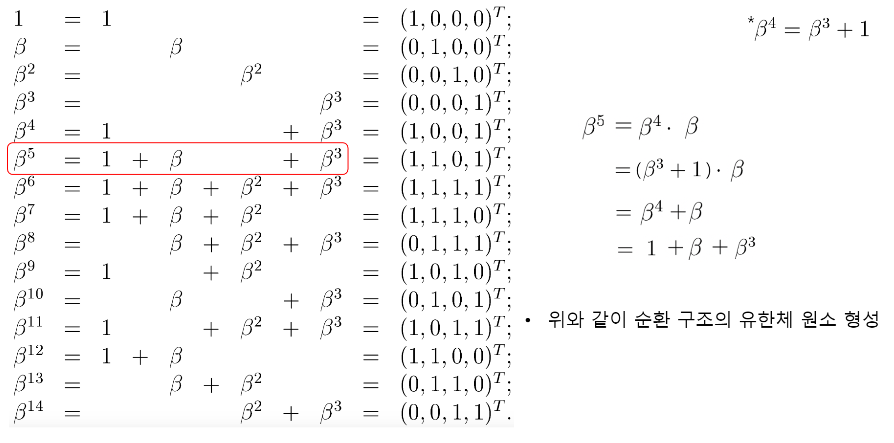 1 = 1 = (1, 0, 0, 0)^T;
β = β = (0, 1, 0, 0)^T;
β^2 = β^2 = (0, 0, 1, 0)^T;
β^3 = β^3 = (0, 0, 0, 1)^T;
β^4 = 1 + β^3 = (1, 0, 0, 1)^T;
β^5 = 1 + β + β^3 = (1, 1, 0, 1)^T;
β^6 = 1 + β + β^2 + β^3 = (1, 1, 1, 1)^T;
β^7 = 1 + β + β^2 = (1, 1, 1, 0)^T;
β^8 = β + β^2 + β^3 = (0, 1, 1, 1)^T;
β^9 = 1 + β^2 = (1, 0, 1, 0)^T;
β^10 = β + β^3 = (0, 1, 0, 1)^T;
β^11 = 1 + β^2 + β^3 = (1, 0, 1, 1)^T;
β^12 = 1 + β = (1, 1, 0, 0)^T;
β^13 = β + β^2 = (0, 1, 1, 0)^T;
β^14 = β^2 + β^3 = (0, 0, 1, 1)^T.
*β^4 = β^3 + 1
β^5 = β^4 · β
= (β^3 + 1) · β
= β^4 + β
= 1 + β + β^3
• 위와 같이 순환 구조의 유한체 원소 형성